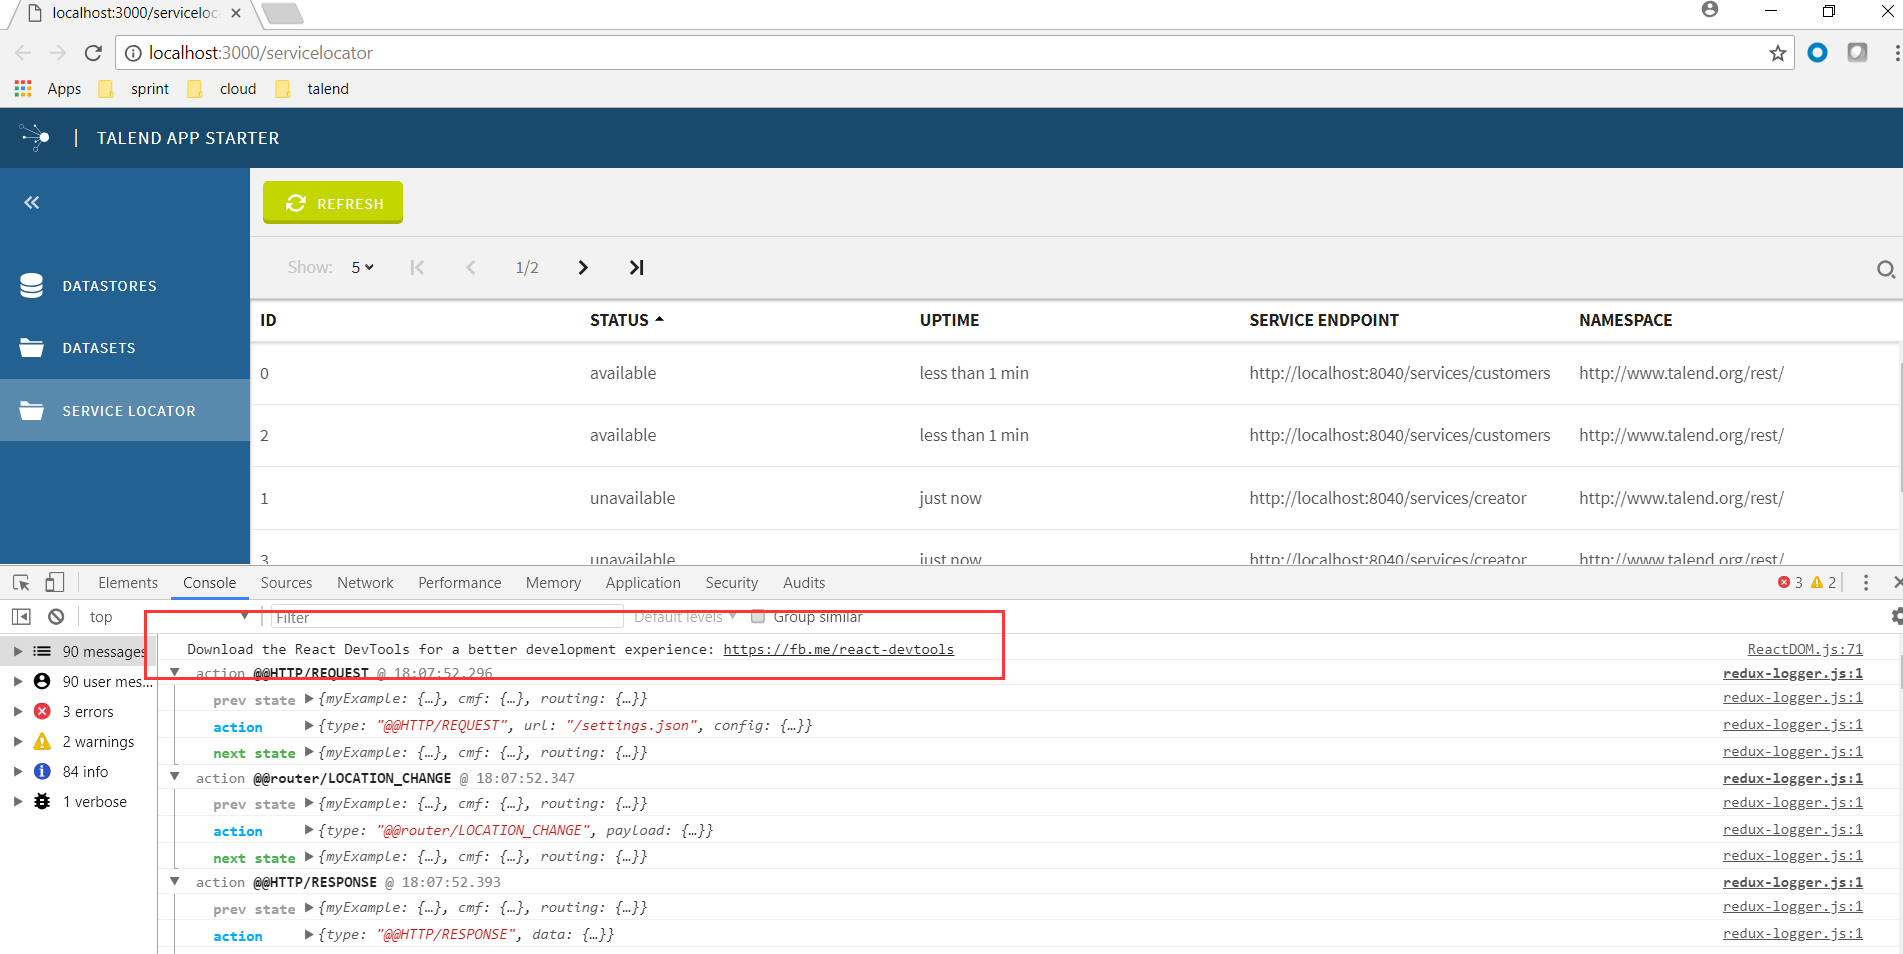 localhost:3000/serviceloc
localhost:3000/servicelocator
Apps sprint cloud talend
| TALEND APP STARTER
REFRESH
Show: 5 1/2
DATASTORES
DATASETS
SERVICE LOCATOR
ID STATUS UPTIME SERVICE ENDPOINT NAMESPACE
0 available less than 1 min http://localhost:8040/services/customers http://www.talend.org/rest/
2 available less than 1 min http://localhost:8040/services/customers http://www.talend.org/rest/
1 unavailable just now http://localhost:8040/services/creator http://www.talend.org/rest/
3 unavailable just now http://localhost:8040/services/creator http://www.talend.org/rest/
Elements Console Sources Network Performance Memory Application Security Audits 3 2
top Filter Default levels Group similar
90 messages
90 user mes...
3 errors
2 warnings
84 info
1 verbose
Download the React DevTools for a better development experience: https://fb.me/react-devtools ReactDOM.js:71
action @@HTTP/REQUEST @ 18:07:52.296 redux-logger.js:1
prev state {myExample: {…}, cmf: {…}, routing: {…}} redux-logger.js:1
action {type: "@@HTTP/REQUEST", url: "/settings.json", config: {…}} redux-logger.js:1
next state {myExample: {…}, cmf: {…}, routing: {…}} redux-logger.js:1
action @@router/LOCATION_CHANGE @ 18:07:52.347 redux-logger.js:1
prev state {myExample: {…}, cmf: {…}, routing: {…}} redux-logger.js:1
action {type: "@@router/LOCATION_CHANGE", payload: {…}} redux-logger.js:1
next state {myExample: {…}, cmf: {…}, routing: {…}} redux-logger.js:1
action @@HTTP/RESPONSE @ 18:07:52.393 redux-logger.js:1
prev state {myExample: {…}, cmf: {…}, routing: {…}} redux-logger.js:1
action {type: "@@HTTP/RESPONSE", data: {…}} redux-logger.js:1